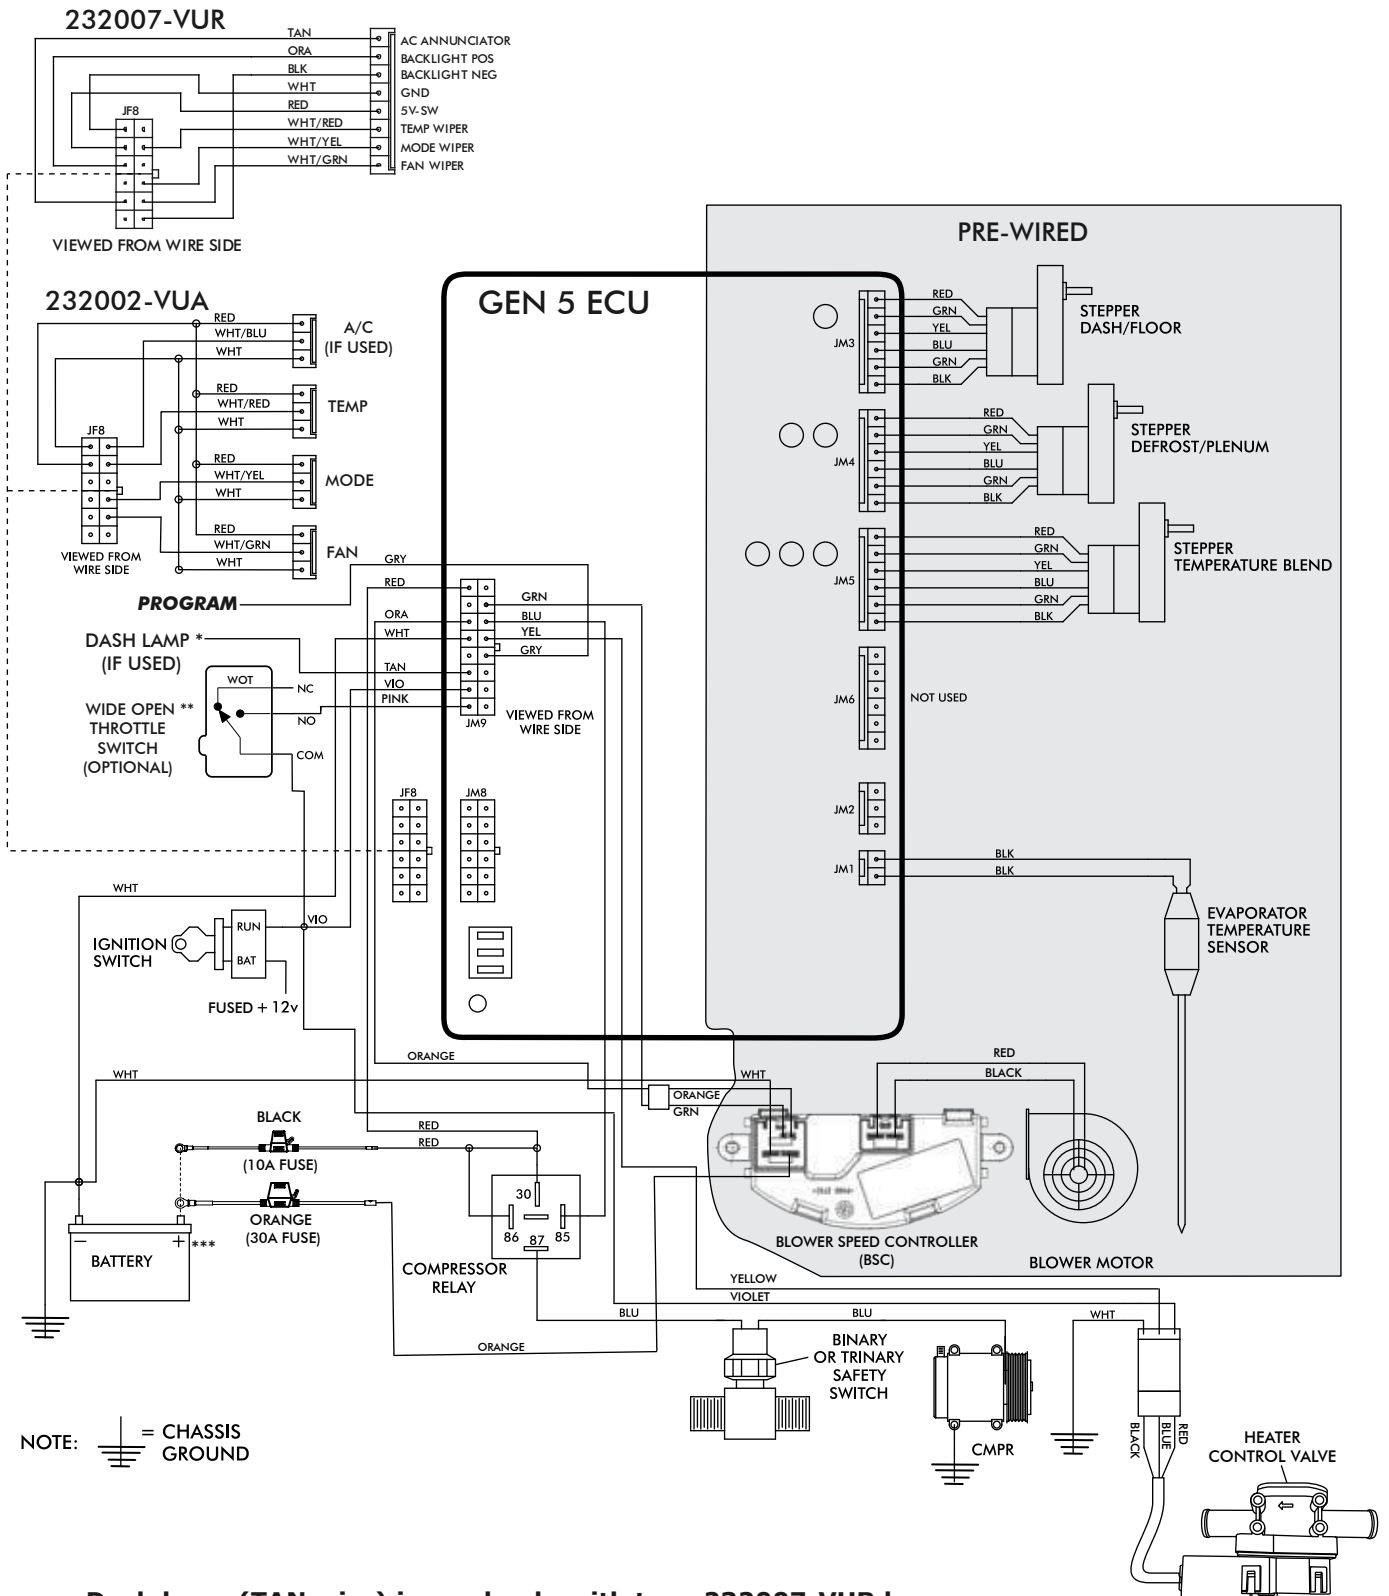 232007-VUR
TAN
ORA
BLK
WHT
RED
WHT/RED
WHT/YEL
WHT/GRN
AC ANNUNCIATOR
BACKLIGHT POS
BACKLIGHT NEG
GND
5V-SW
TEMP WIPER
MODE WIPER
FAN WIPER
JF8
VIEWED FROM WIRE SIDE
232002-VUA
RED
WHT/BLU
WHT
A/C
(IF USED)
RED
WHT/RED
WHT
TEMP
JF8
RED
WHT/YEL
WHT
MODE
RED
WHT/GRN
WHT
FAN
VIEWED FROM
WIRE SIDE
PROGRAM
DASH LAMP *
(IF USED)
WOT
NC
NO
COM
WIDE OPEN **
THROTTLE
SWITCH
(OPTIONAL)
GEN 5 ECU
GRY
RED
ORA
WHT
TAN
VIO
PINK
GRN
BLU
YEL
GRY
JM9
VIEWED FROM
WIRE SIDE
JF8
JM8
PRE-WIRED
JM3
RED
GRN
YEL
BLU
GRN
BLK
STEPPER
DASH/FLOOR
JM4
RED
GRN
YEL
BLU
GRN
BLK
STEPPER
DEFROST/PLENUM
JM5
RED
GRN
YEL
BLU
GRN
BLK
STEPPER
TEMPERATURE BLEND
JM6
NOT USED
JM2
JM1
BLK
BLK
EVAPORATOR
TEMPERATURE
SENSOR
WHT
IGNITION
SWITCH
RUN
BAT
VIO
FUSED + 12v
ORANGE
WHT
WHT
ORANGE
GRN
RED
BLACK
BLACK
(10A FUSE)
RED
RED
ORANGE
(30A FUSE)
BATTERY
−
+
***
30
86
87
85
COMPRESSOR
RELAY
BLOWER SPEED CONTROLLER
(BSC)
BLOWER MOTOR
YELLOW
VIOLET
BLU
BLU
WHT
ORANGE
BINARY
OR TRINARY
SAFETY
SWITCH
CMPR
BLACK
BLUE
RED
HEATER
CONTROL VALVE
NOTE:
= CHASSIS
GROUND